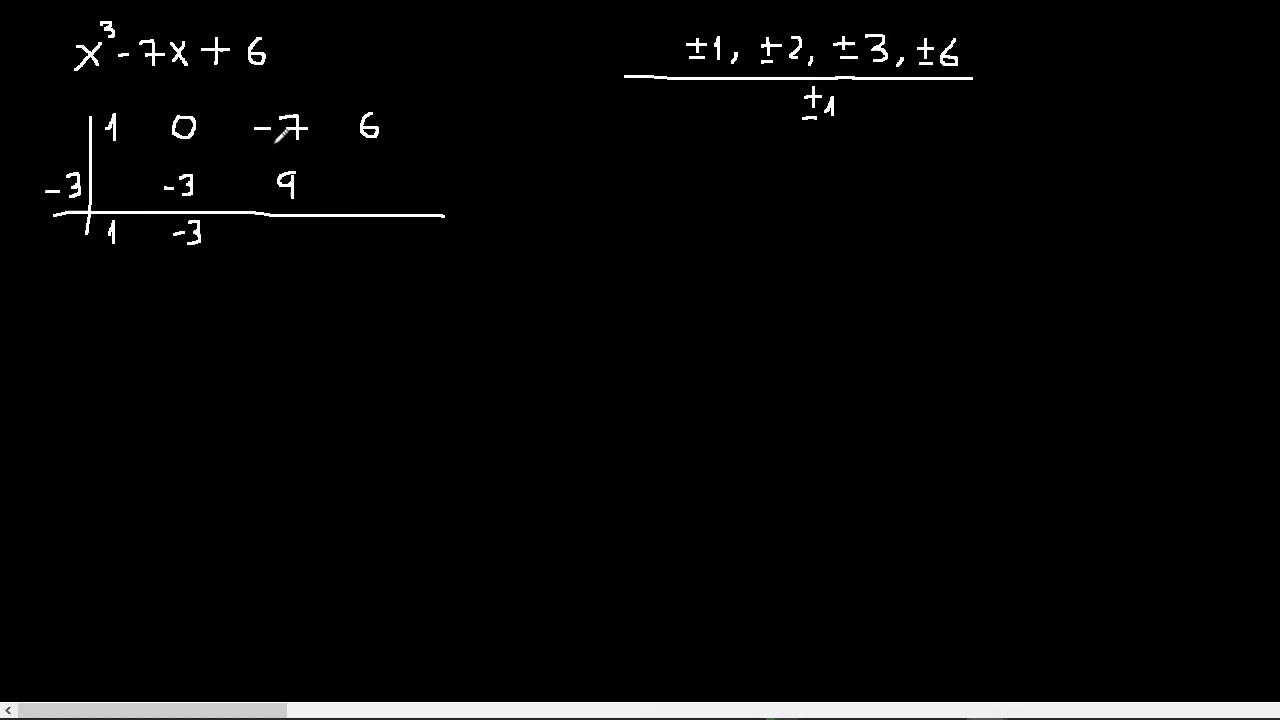 x³ - 7x + 6
±1, ±2, ±3, ±6
±1
1 0 -7 6
-3 -3 9
1 -3